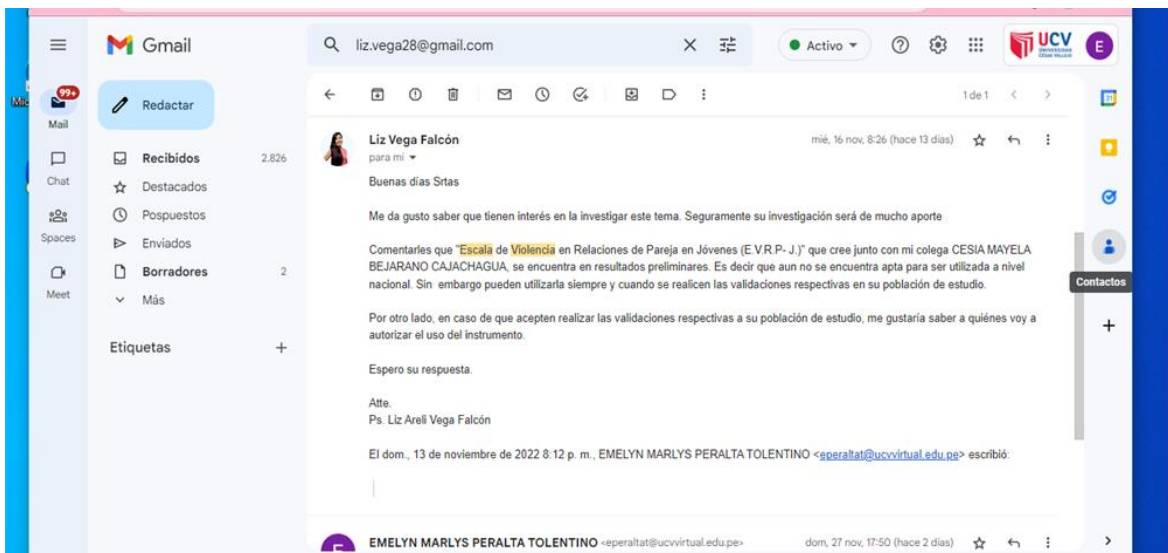 Gmail
liz.vega28@gmail.com
Activo
UCV
UNIVERSIDAD
CÉSAR VALLEJO
E
99+
Mail
Redactar
1 de 1
Chat
Recibidos 2.826
Destacados
Spaces
Pospuestos
Enviados
Meet
Borradores 2
Más
Etiquetas
Liz Vega Falcón mié, 16 nov, 8:26 (hace 13 días)
para mí
Buenas días Srtas
Me da gusto saber que tienen interés en la investigar este tema. Seguramente su investigación será de mucho aporte
Comentarles que "Escala de Violencia en Relaciones de Pareja en Jóvenes (E.V.R.P- J.)" que cree junto con mi colega CESIA MAYELA
BEJARANO CAJACHAGUA, se encuentra en resultados preliminares. Es decir que aun no se encuentra apta para ser utilizada a nivel
nacional. Sin embargo pueden utilizarla siempre y cuando se realicen las validaciones respectivas en su población de estudio.
Por otro lado, en caso de que acepten realizar las validaciones respectivas a su población de estudio, me gustaría saber a quiénes voy a
autorizar el uso del instrumento.
Espero su respuesta.
Atte.
Ps. Liz Areli Vega Falcón
El dom., 13 de noviembre de 2022 8:12 p. m., EMELYN MARLYS PERALTA TOLENTINO <eperaltat@ucvvirtual.edu.pe> escribió:
EMELYN MARLYS PERALTA TOLENTINO <eperaltat@ucvvirtual.edu.pe> dom, 27 nov, 17:50 (hace 2 días)
31
Contactos